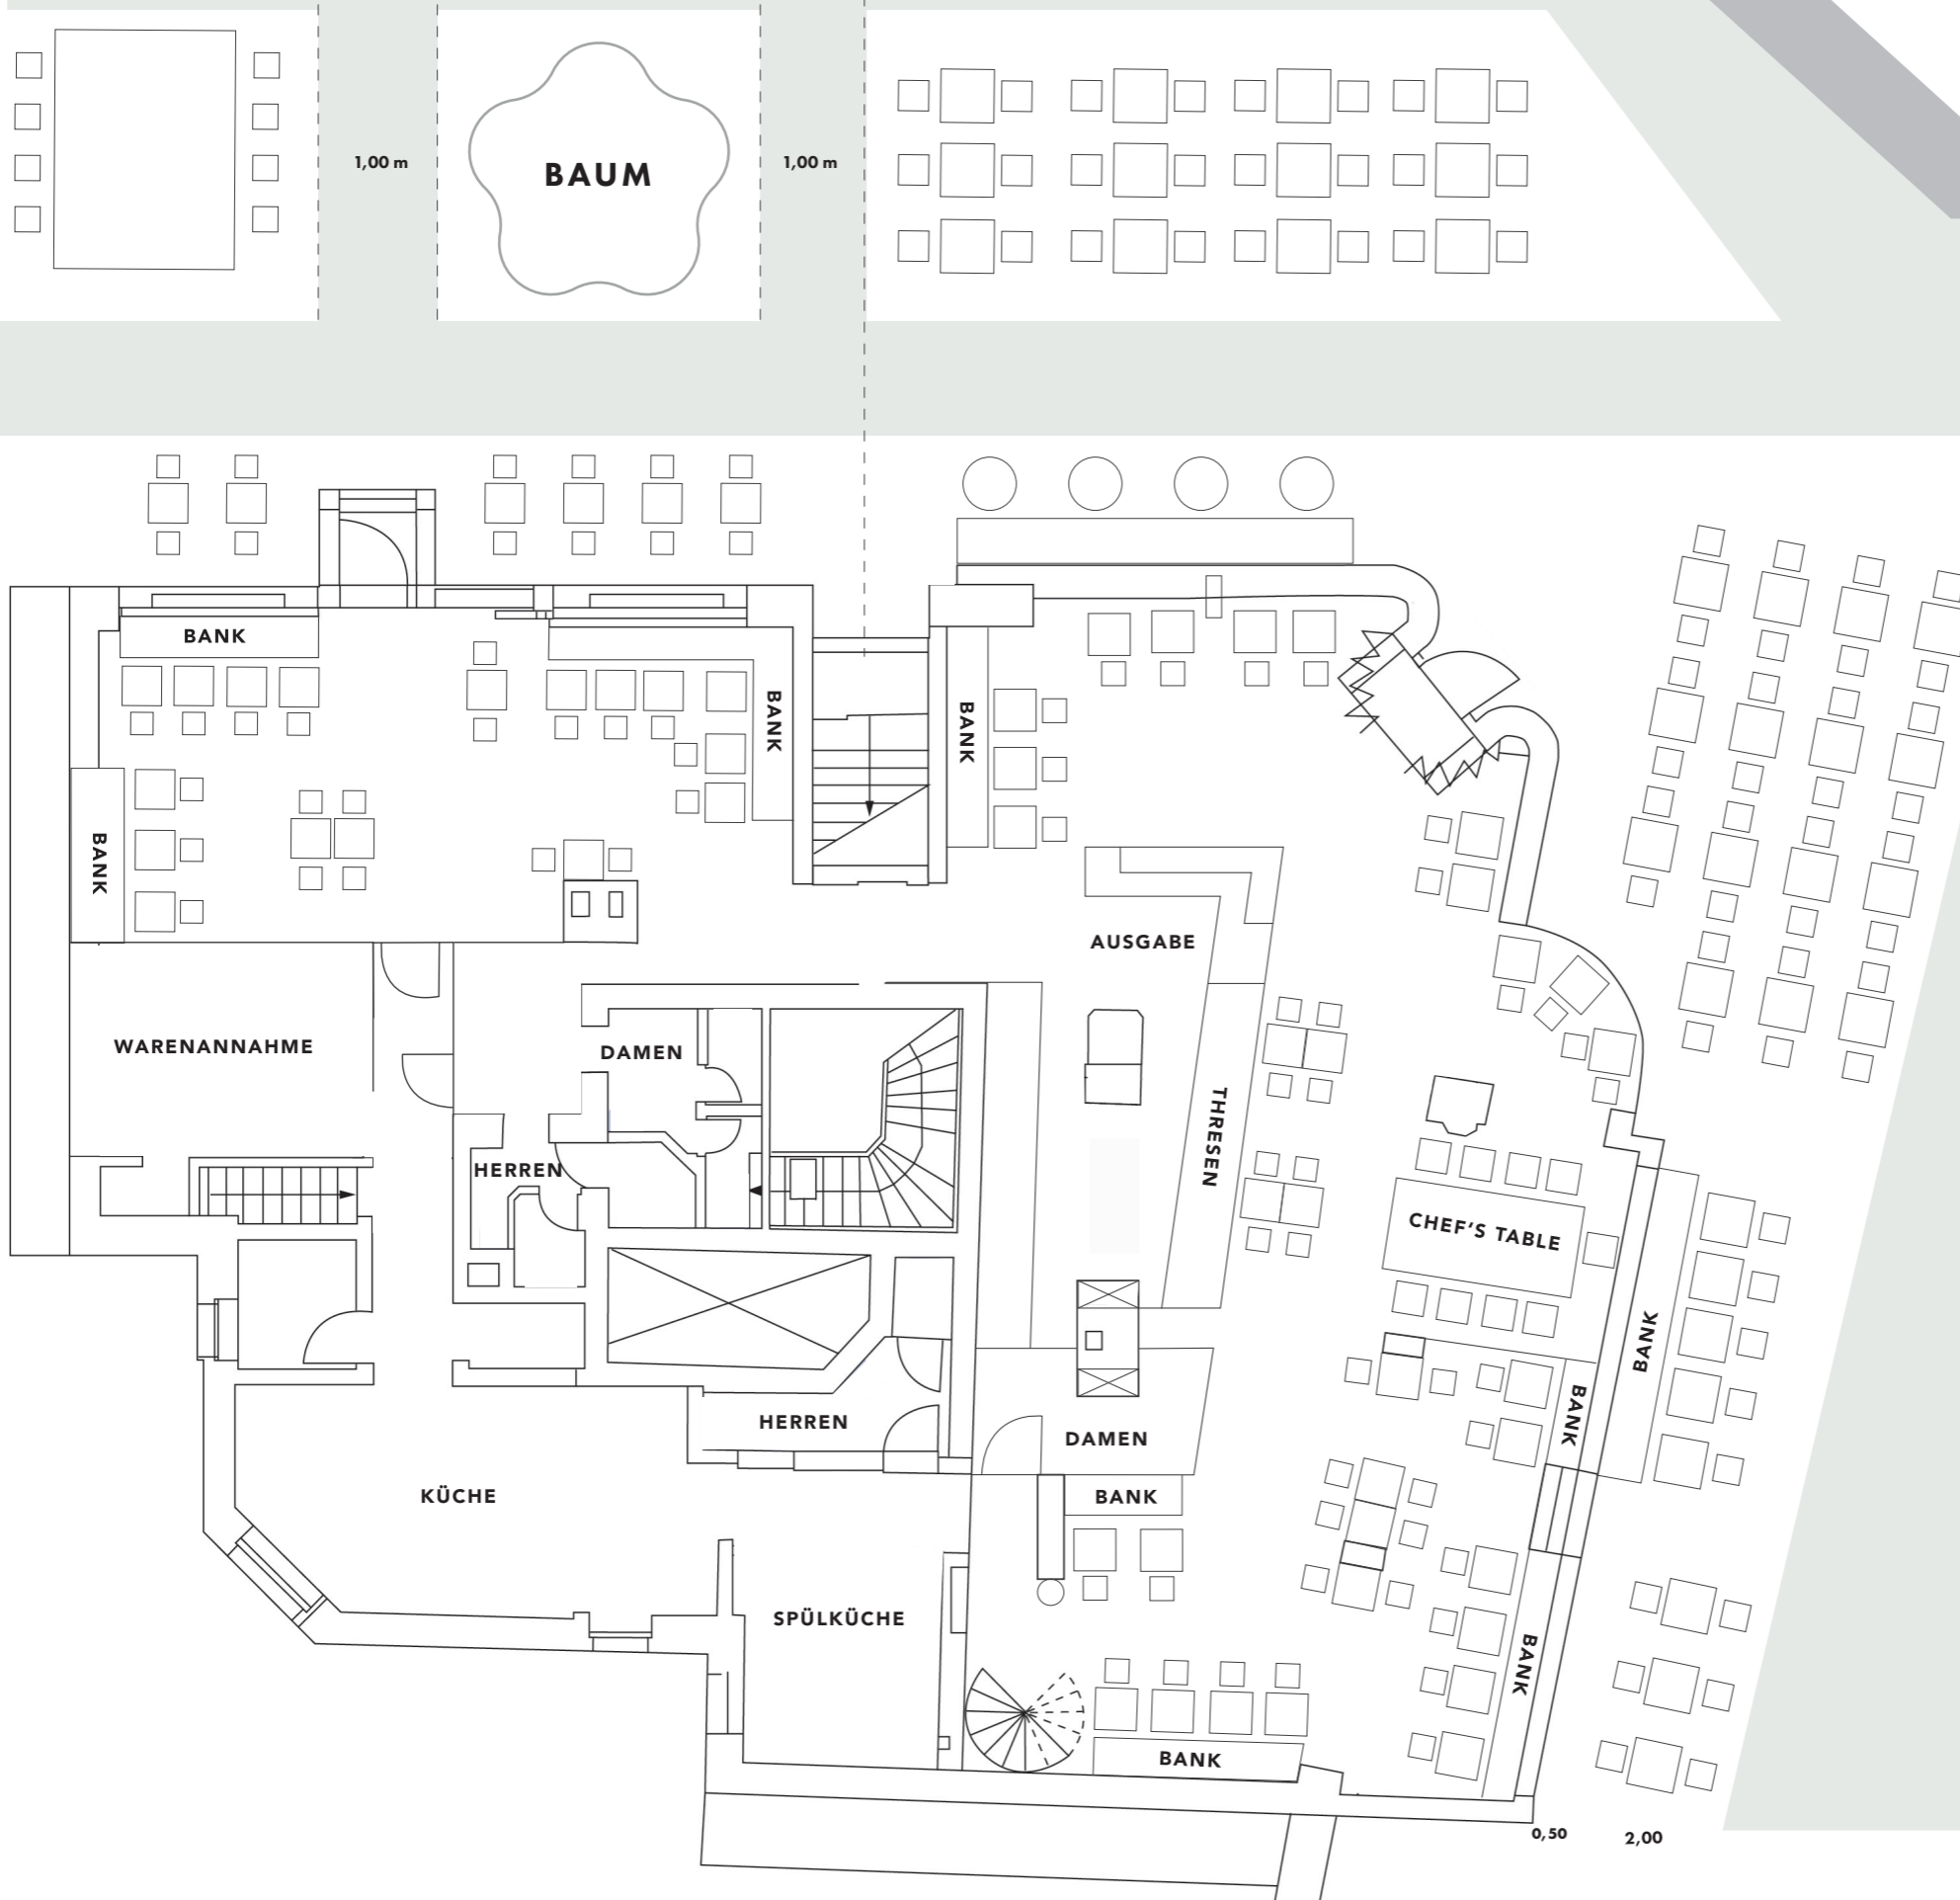 1,00 m
BAUM
1,00 m
BANK
BANK
BANK
BANK
AUSGABE
WARENANNAHME
DAMEN
THRESEN
HERREN
CHEF'S TABLE
BANK
BANK
HERREN
DAMEN
KÜCHE
BANK
SPÜLKÜCHE
BANK
BANK
0,50
2,00